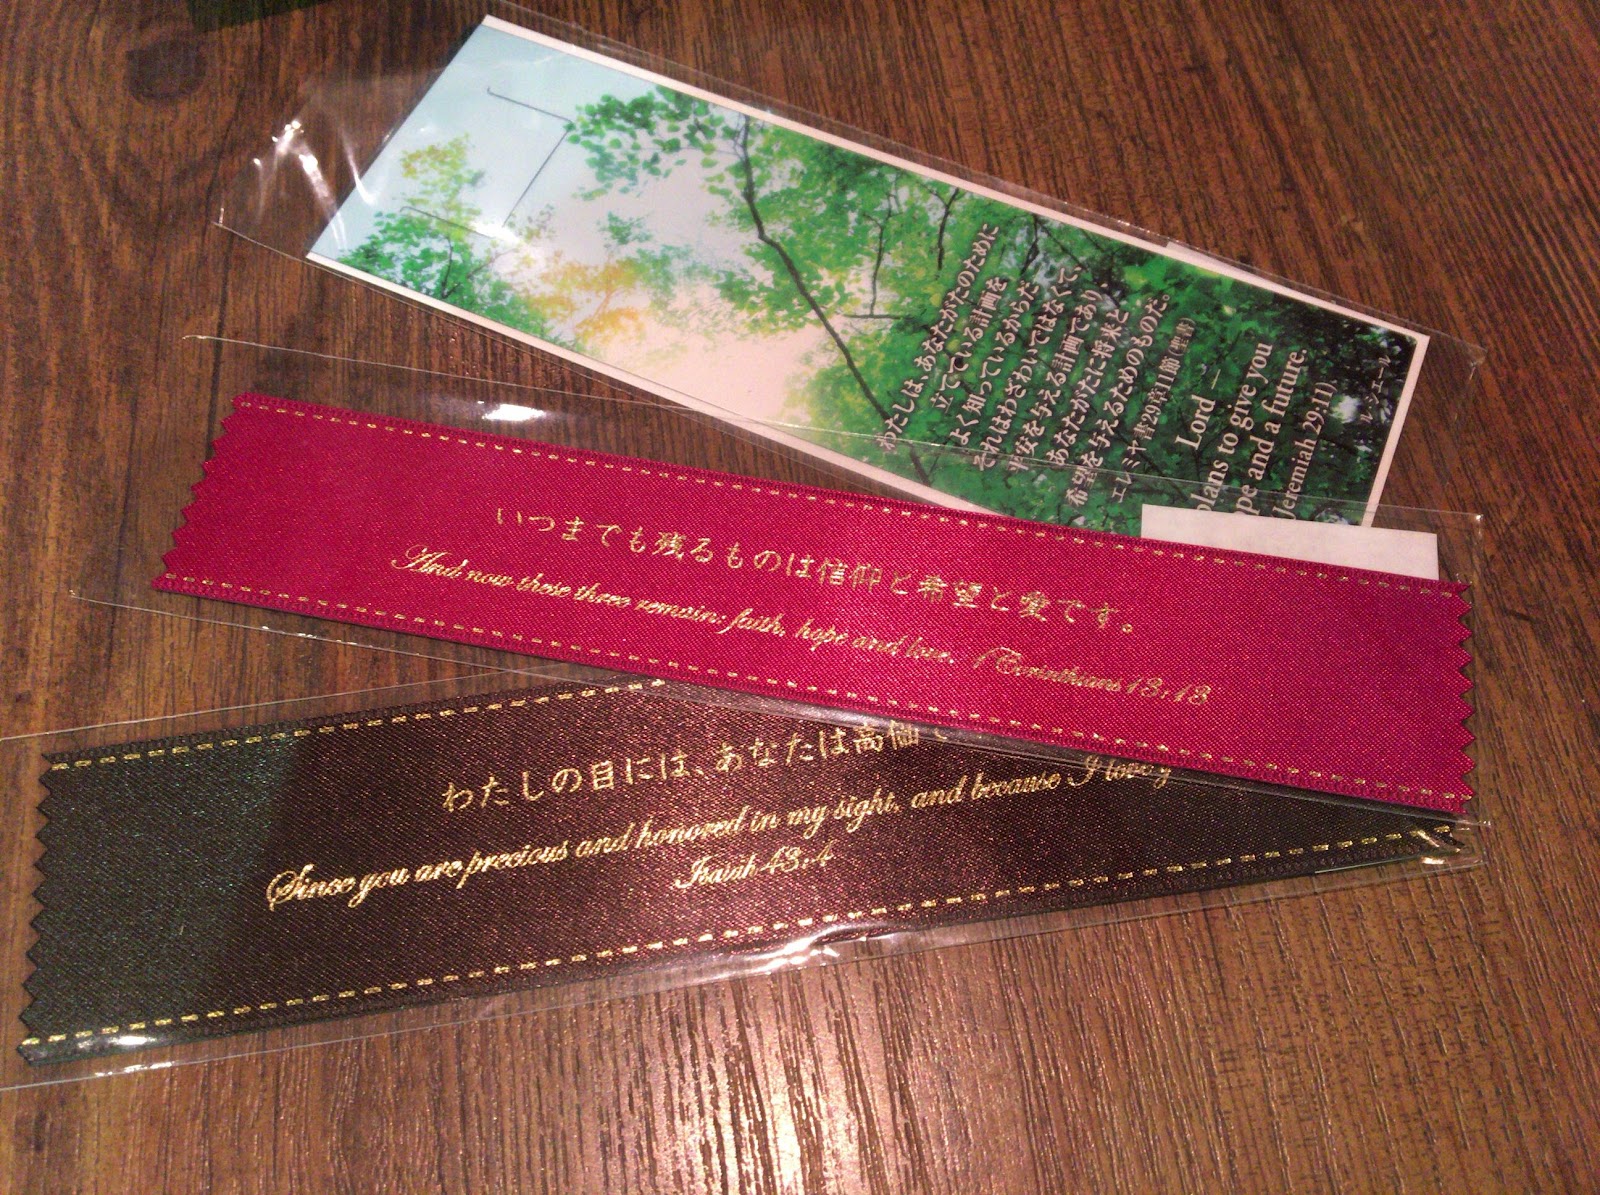 わたしは、あなたがたのために
立てている計画を
よく知っているからだ。
それはわざわいではなくて、
平安を与える計画であり、
あなたがたに将来と
希望を与えるためのものだ。
エレミヤ書29章11節(聖書)
Lord —
plans to give you
and a future.
Jeremiah 29:11)
いつまでも残るものは信仰と希望と愛です。
And now these three remain: faith, hope and love. 1 Corinthians 13:13
わたしの目には、あなたは高価で
Since you are precious and honored in my sight, and because I love
Isaiah 43:4